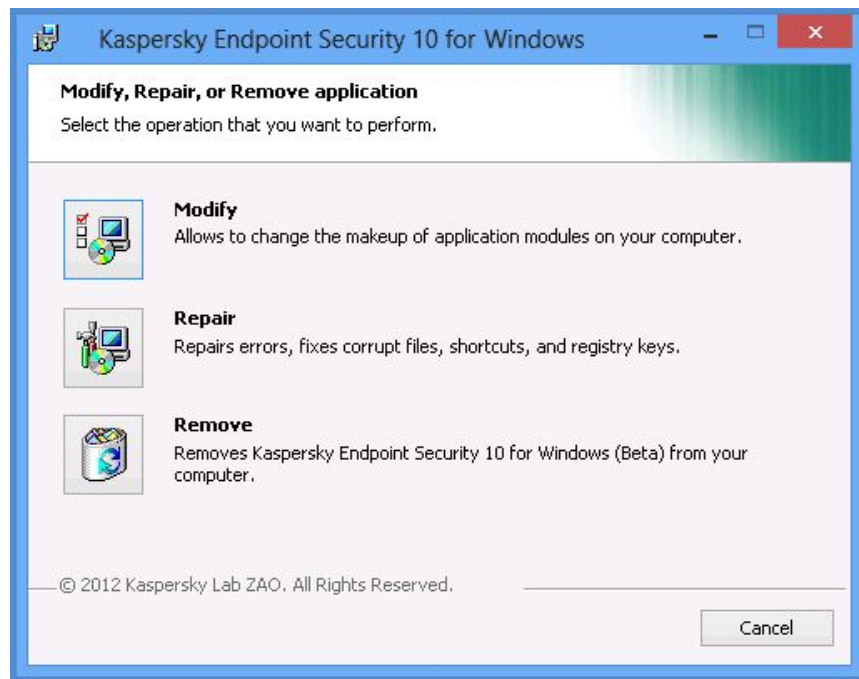 Kaspersky Endpoint Security 10 for Windows
Modify, Repair, or Remove application
Select the operation that you want to perform.
Modify
Allows to change the makeup of application modules on your computer.
Repair
Repairs errors, fixes corrupt files, shortcuts, and registry keys.
Remove
Removes Kaspersky Endpoint Security 10 for Windows (Beta) from your
computer.
© 2012 Kaspersky Lab ZAO. All Rights Reserved.
Cancel